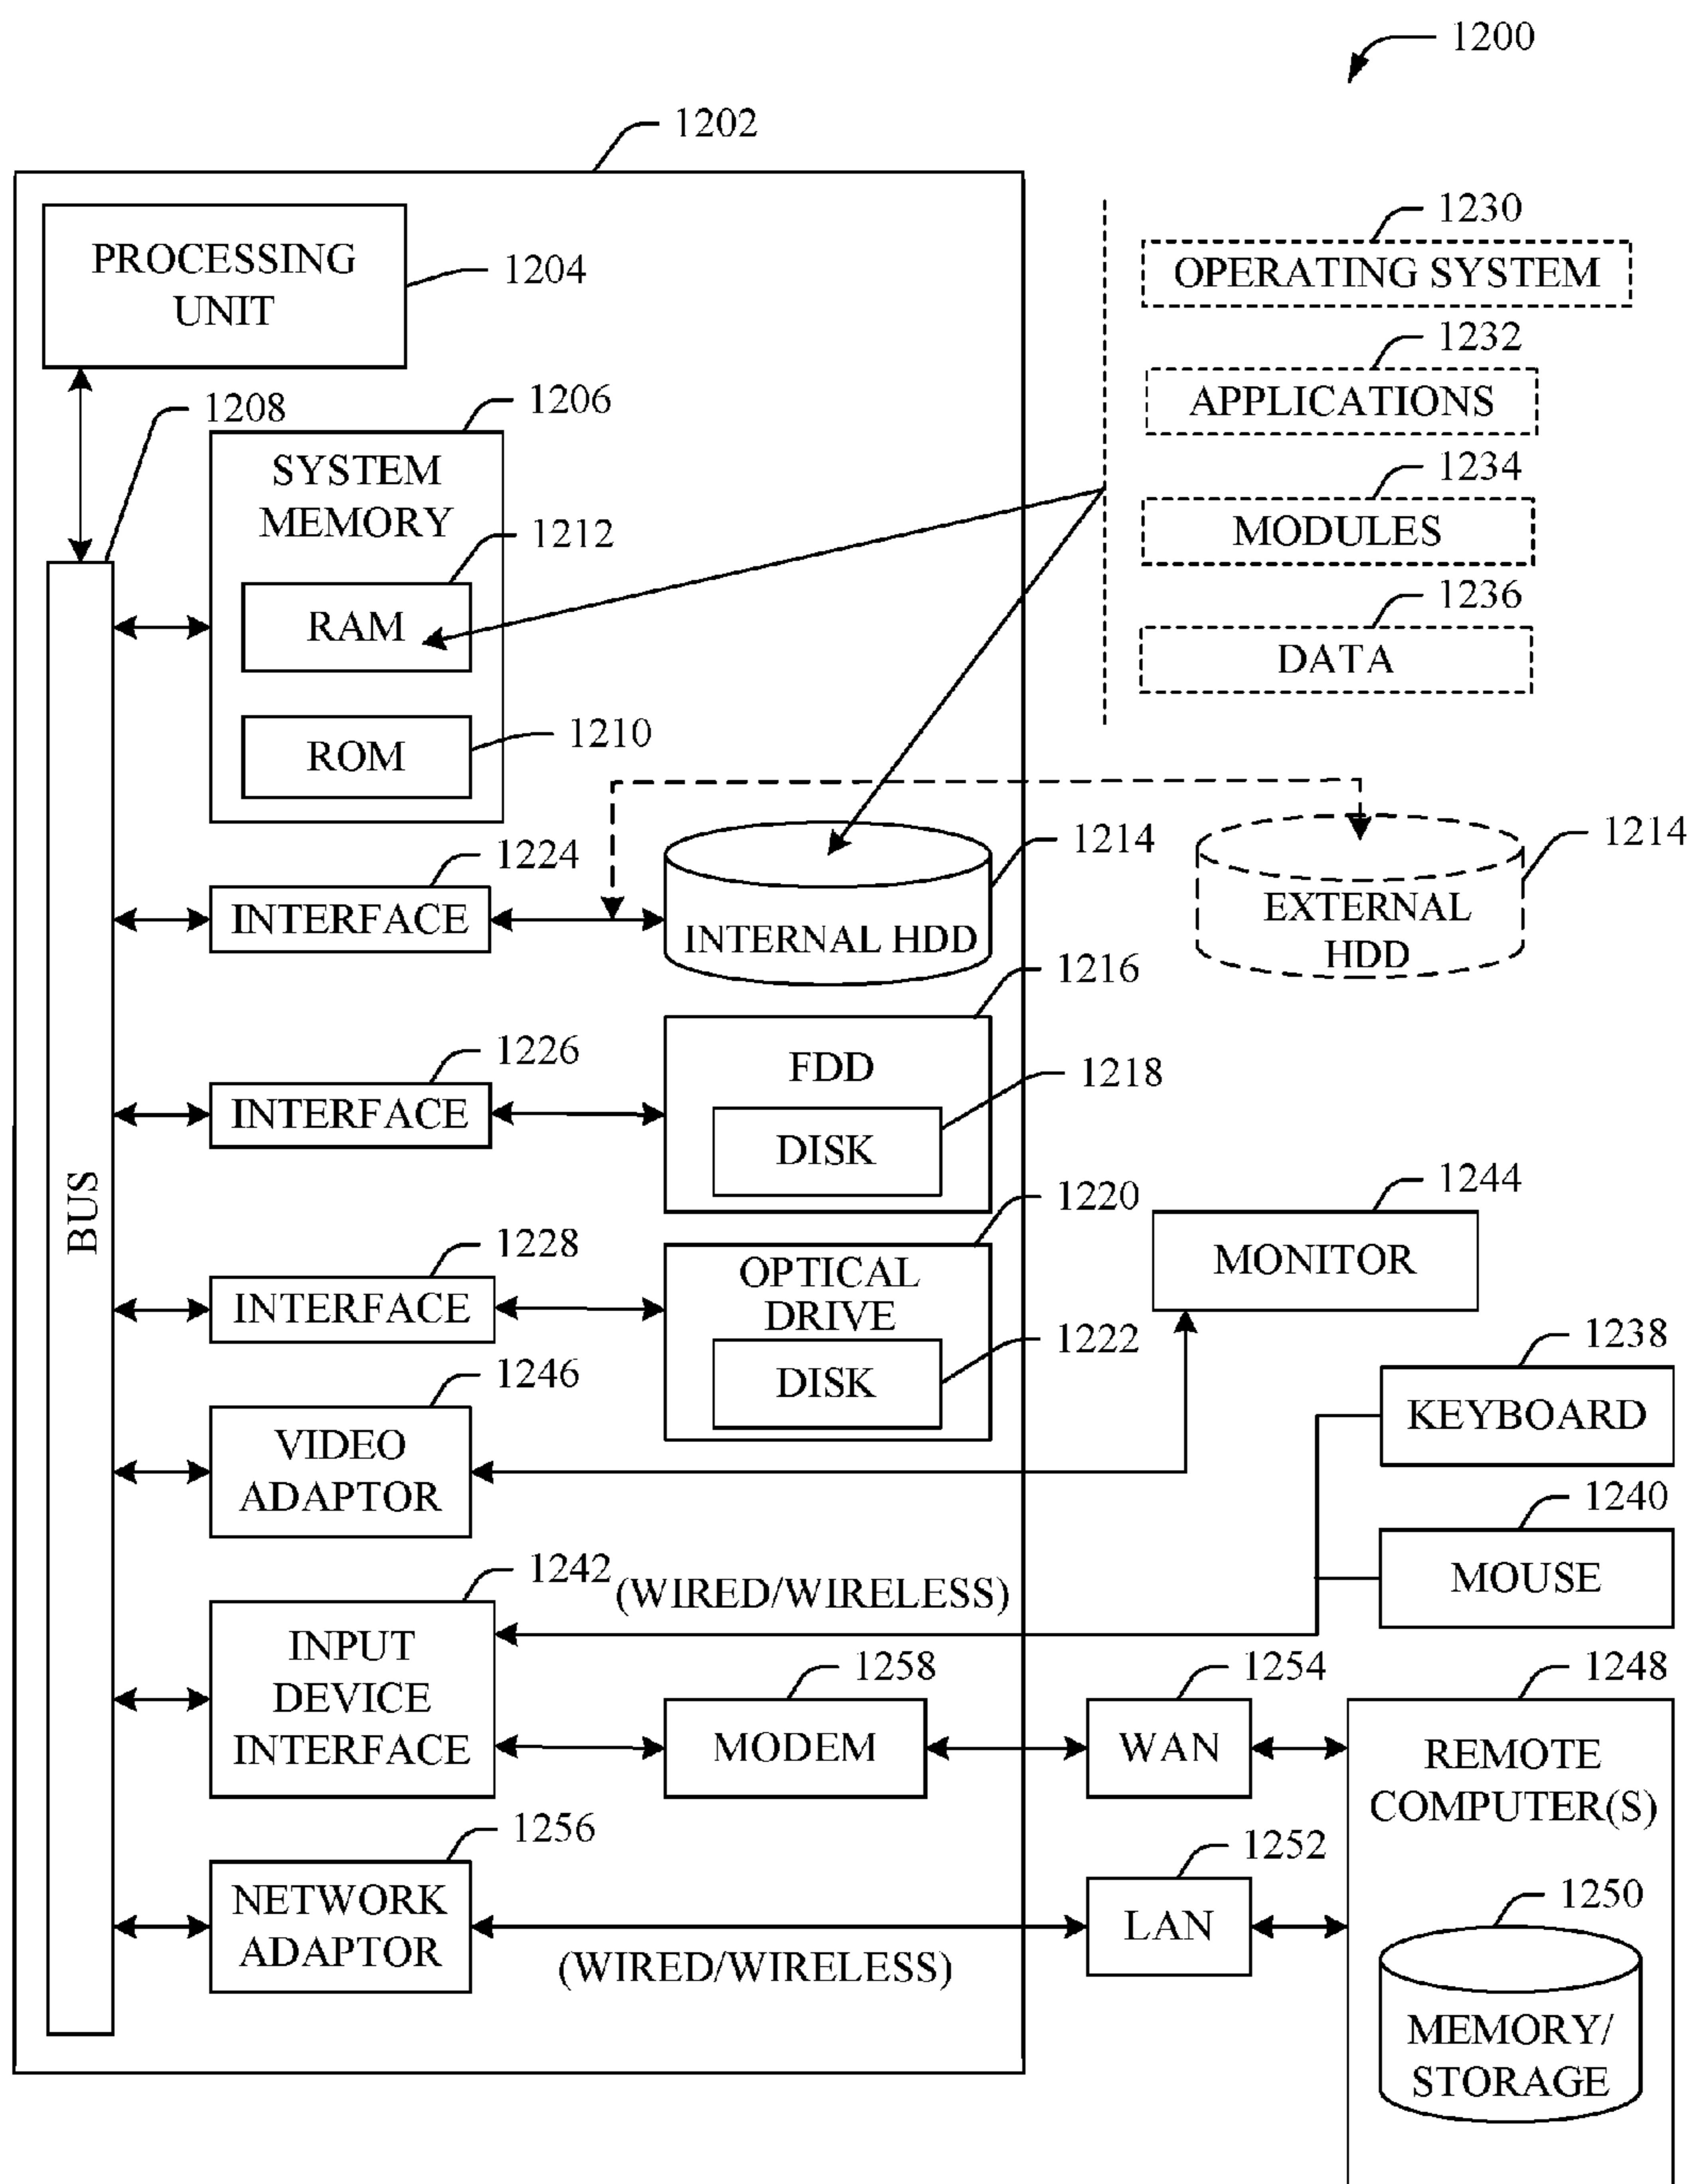 1200
1202
PROCESSING
UNIT
1204
1230
OPERATING SYSTEM
1232
APPLICATIONS
1234
MODULES
1236
DATA
1208
1206
SYSTEM
MEMORY
1212
RAM
1210
ROM
BUS
1224
INTERFACE
1214
INTERNAL HDD
1214
EXTERNAL
HDD
1226
INTERFACE
1216
FDD
1218
DISK
1228
INTERFACE
1220
OPTICAL
DRIVE
1222
DISK
1244
MONITOR
1246
VIDEO
ADAPTOR
1238
KEYBOARD
1240
MOUSE
1242
(WIRED/WIRELESS)
INPUT
DEVICE
INTERFACE
1258
MODEM
1254
WAN
1248
REMOTE
COMPUTER(S)
1256
NETWORK
ADAPTOR
(WIRED/WIRELESS)
1252
LAN
1250
MEMORY/
STORAGE